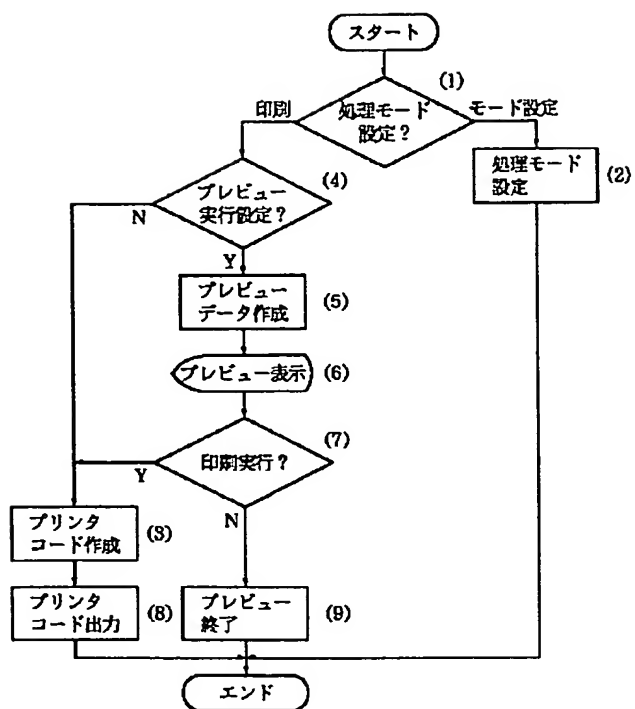 スタート
(1)
印刷
処理モード
設定?
モード設定
処理モード
設定
(2)
(4)
プレビュー
実行設定?
N
Y
プレビュー
データ作成
(5)
プレビュー表示
(6)
(7)
印刷実行?
Y
N
プリンタ
コード作成
(3)
プリンタ
コード出力
(8)
プレビュー
終了
(9)
エンド